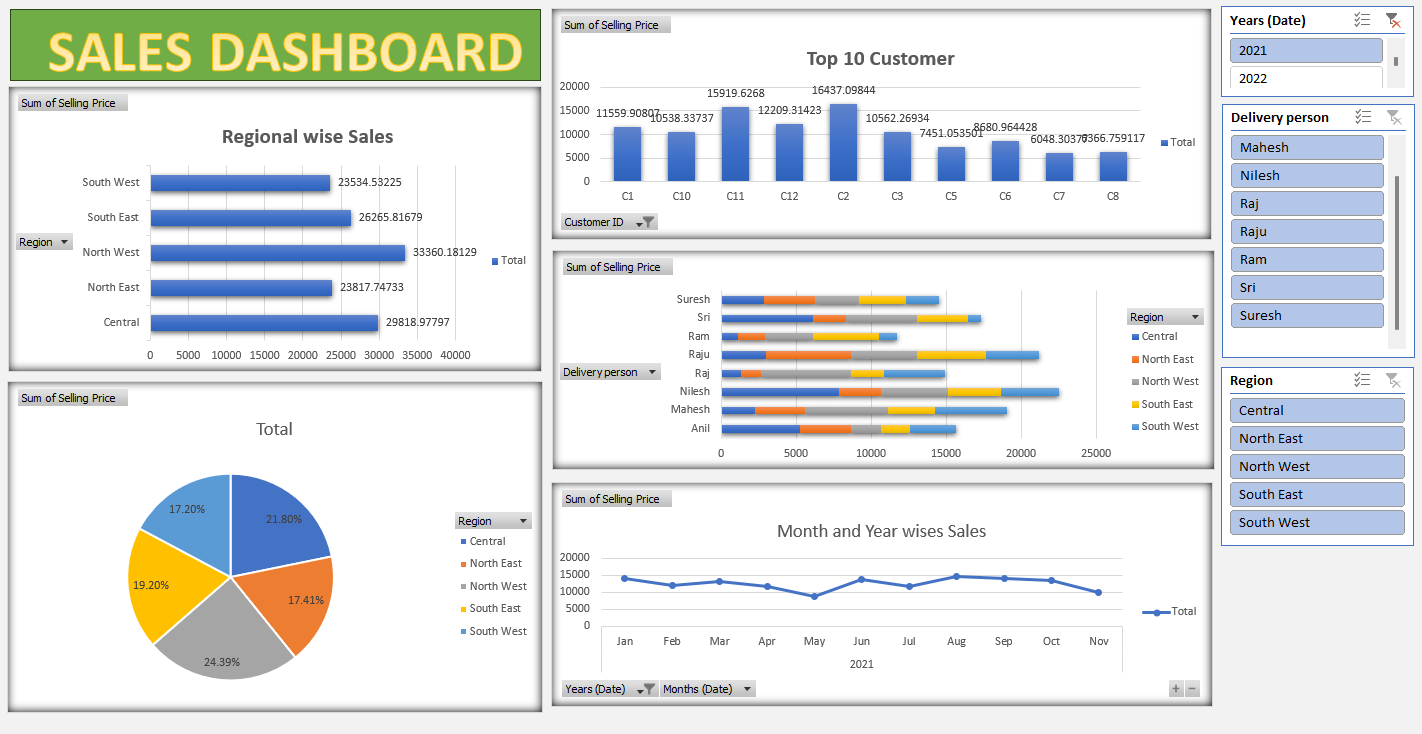 SALES DASHBOARD
Sum of Selling Price
Regional wise Sales
South West
23534.53225
South East
26265.81679
Region
North West
33360.18129
Total
North East
23817.74733
Central
29818.97797
0 5000 10000 15000 20000 25000 30000 35000 40000
Sum of Selling Price
Total
17.20%
21.80%
19.20%
17.41%
24.39%
Region
Central
North East
North West
South East
South West
Sum of Selling Price
Top 10 Customer
20000
15000
10000
5000
0
11559.90807
10538.33737
15919.6268
12209.31423
16437.09844
10562.26934
7451.053501
8680.964428
6048.30377
6366.759117
Total
C1 C10 C11 C12 C2 C3 C5 C6 C7 C8
Customer ID
Sum of Selling Price
Suresh
Sri
Ram
Raju
Raj
Nilesh
Mahesh
Anil
Delivery person
0 5000 10000 15000 20000 25000
Region
Central
North East
North West
South East
South West
Sum of Selling Price
Month and Year wises Sales
20000
15000
10000
5000
0
Total
Jan Feb Mar Apr May Jun Jul Aug Sep Oct Nov
2021
Years (Date) Months (Date)
+ −
Years (Date)
2021
2022
Delivery person
Mahesh
Nilesh
Raj
Raju
Ram
Sri
Suresh
Region
Central
North East
North West
South East
South West